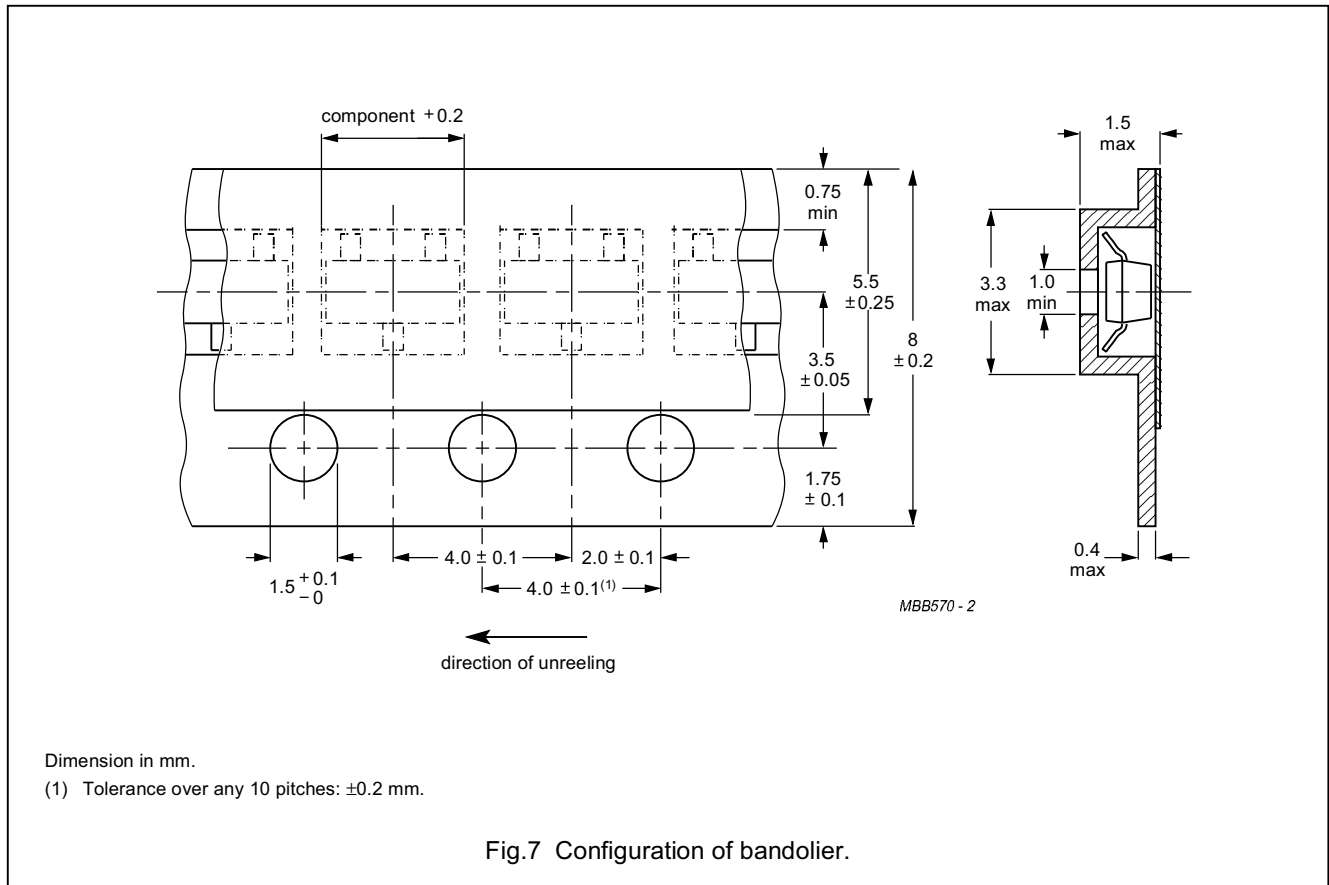 component +0.2
1.5
max
0.75
min
5.5
±0.25
8
±0.2
3.5
±0.05
1.75
± 0.1
3.3
max
1.0
min
0.4
max
4.0 ± 0.1
2.0 ± 0.1
1.5 +0.1
−0
4.0 ±0.1(1)
MBB570 - 2
direction of unreeling
Dimension in mm.
(1) Tolerance over any 10 pitches: ±0.2 mm.
Fig.7 Configuration of bandolier.